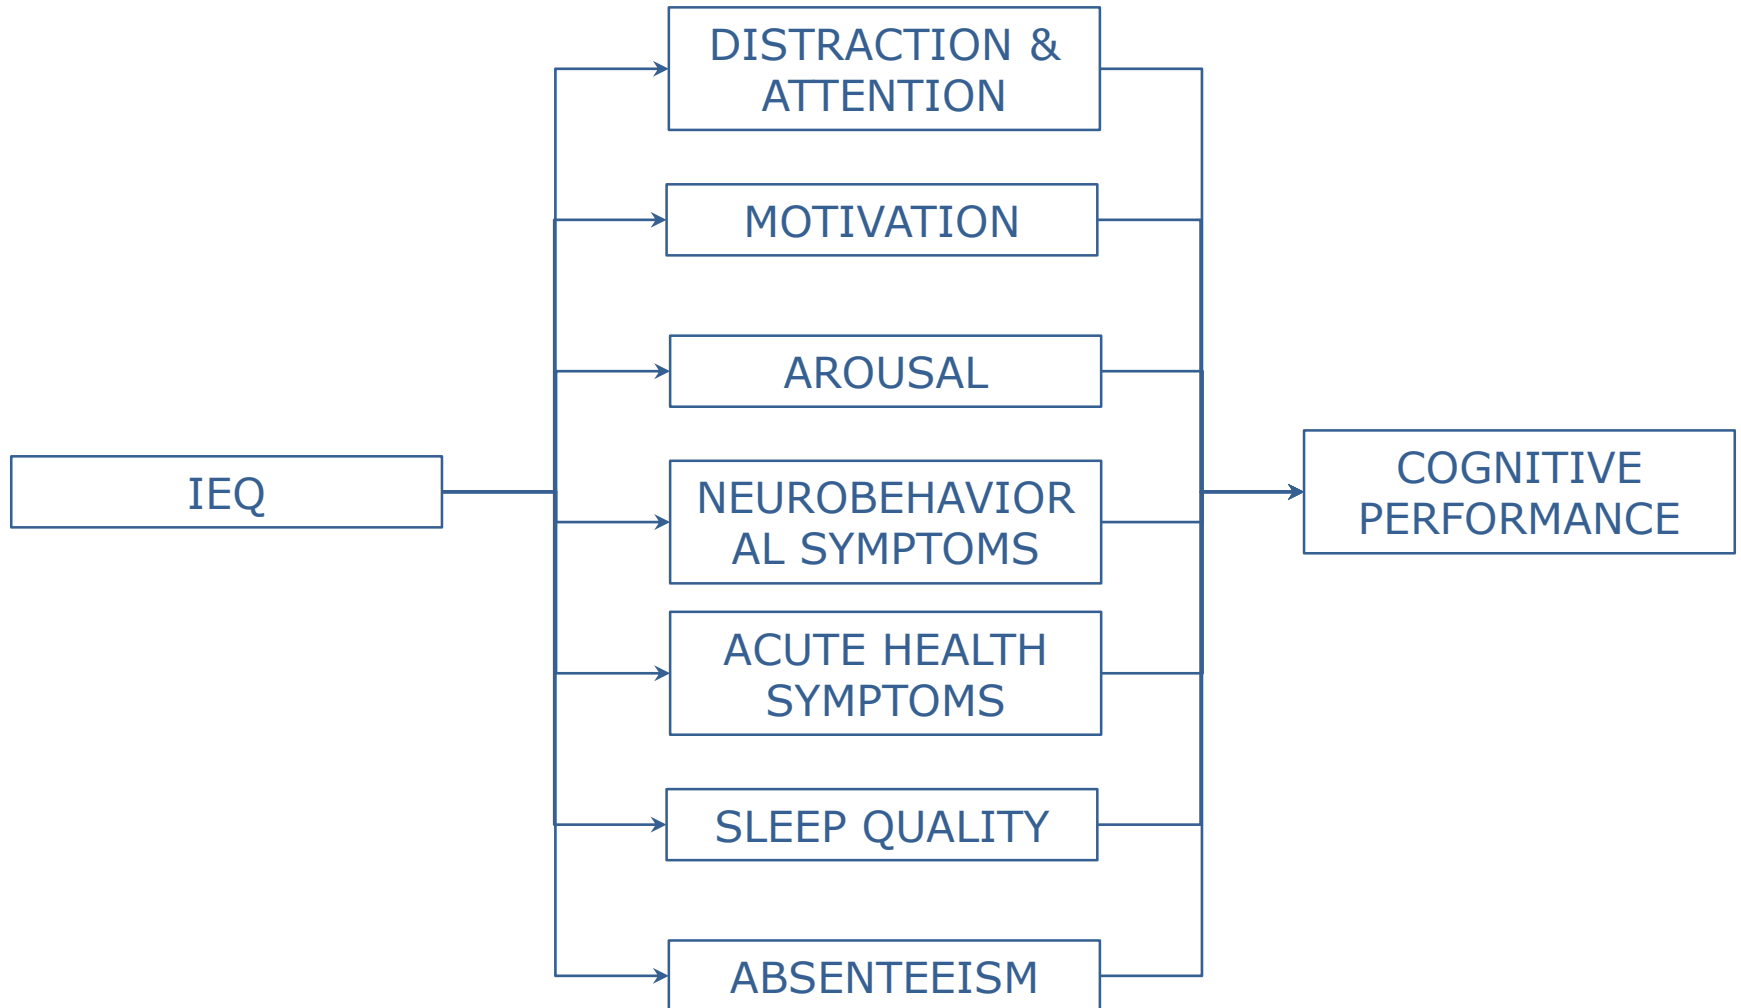 DISTRACTION &
ATTENTION
MOTIVATION
AROUSAL
IEQ
NEUROBEHAVIOR
AL SYMPTOMS
COGNITIVE
PERFORMANCE
ACUTE HEALTH
SYMPTOMS
SLEEP QUALITY
ABSENTEEISM